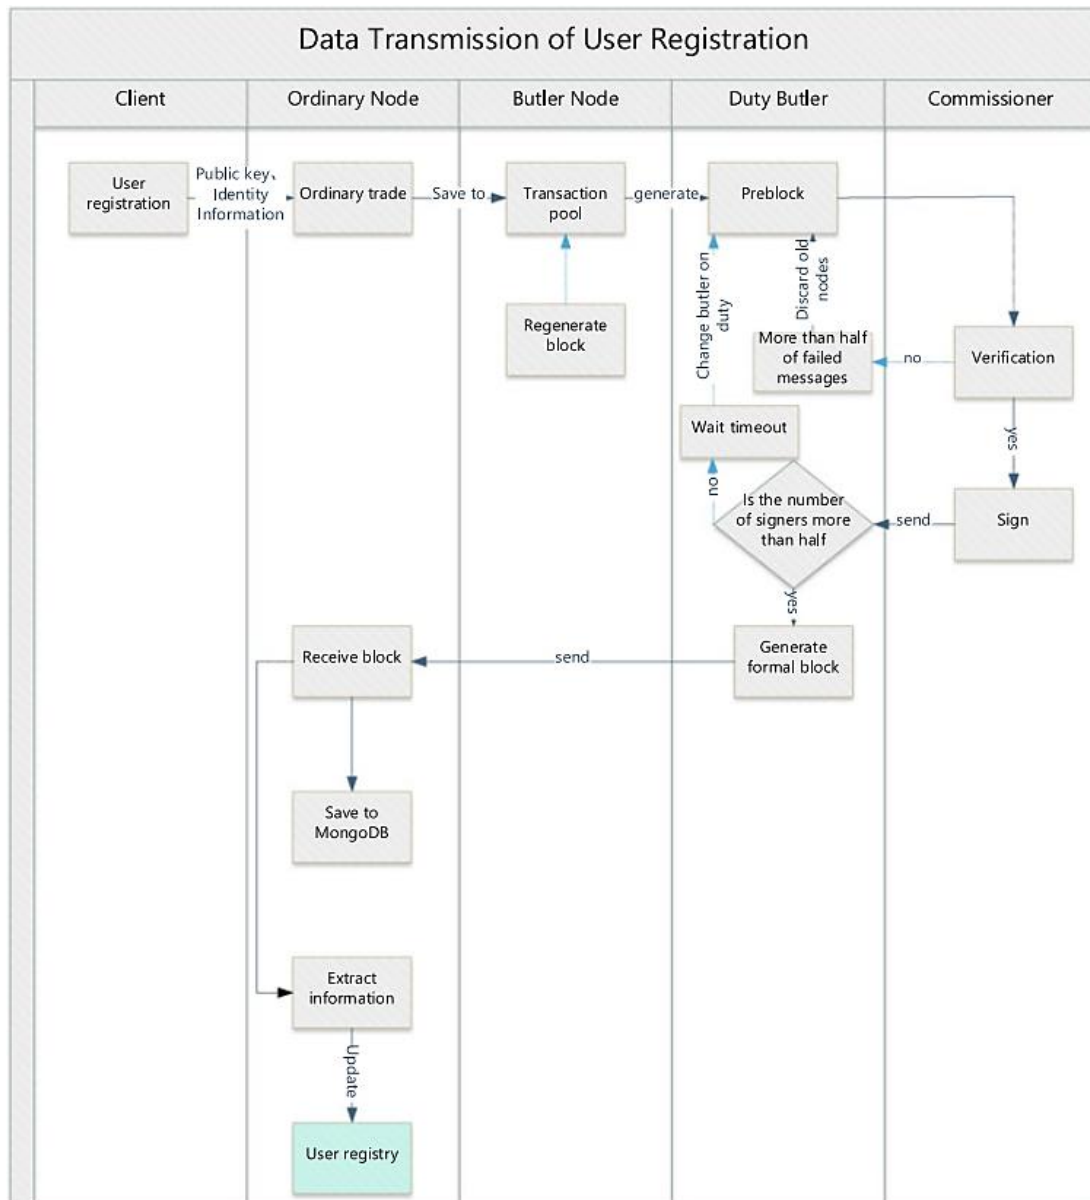 Data Transmission of User Registration
Client
Ordinary Node
Butler Node
Duty Butler
Commissioner
User
registration
Public key、
Identity
Information
Ordinary trade
Save to
Transaction
pool
generate
Preblock
Change butler on
duty
Discard old
nodes
Regenerate
block
More than half
of failed
messages
no
Verification
Wait timeout
yes
no
Is the number
of signers more
than half
send
Sign
yes
Receive block
send
Generate
formal block
Save to
MongoDB
Extract
information
Update
User registry